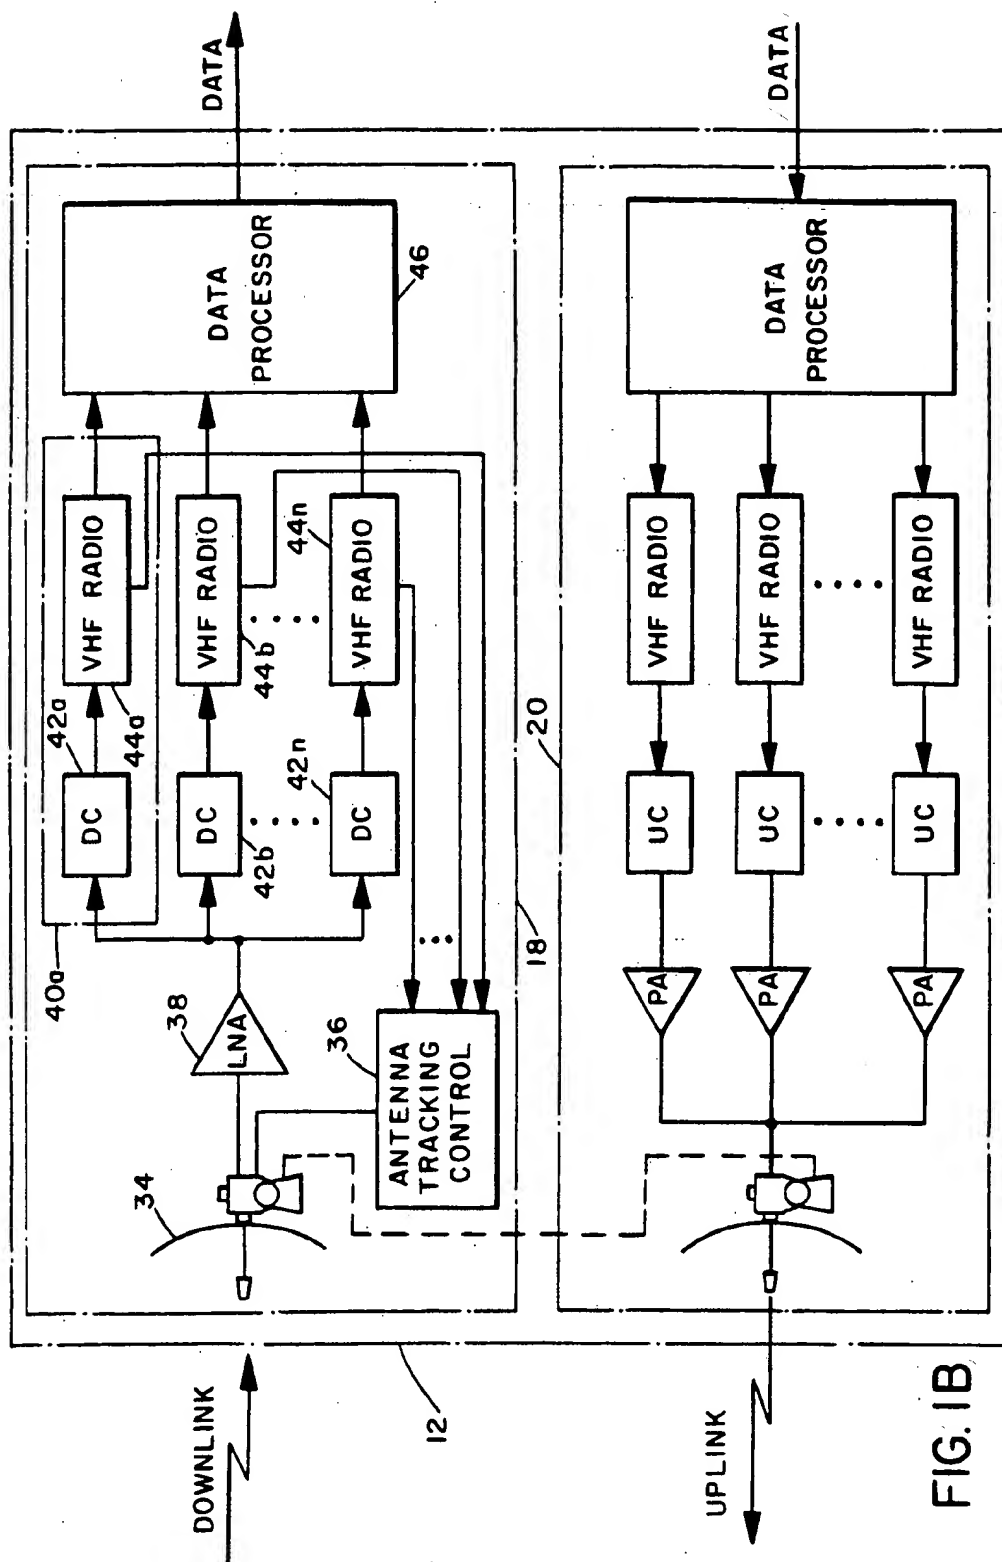 DOWNLINK
34
38
LNA
36
ANTENNA
TRACKING
CONTROL
40a
42a
DC
44a
VHF RADIO
DC
42b
VHF RADIO
44b
42n
DC
44n
VHF RADIO
DATA
PROCESSOR
46
DATA
12
18
20
UPLINK
PA
UC
VHF RADIO
PA
UC
VHF RADIO
PA
UC
VHF RADIO
DATA
PROCESSOR
DATA
FIG. 1B